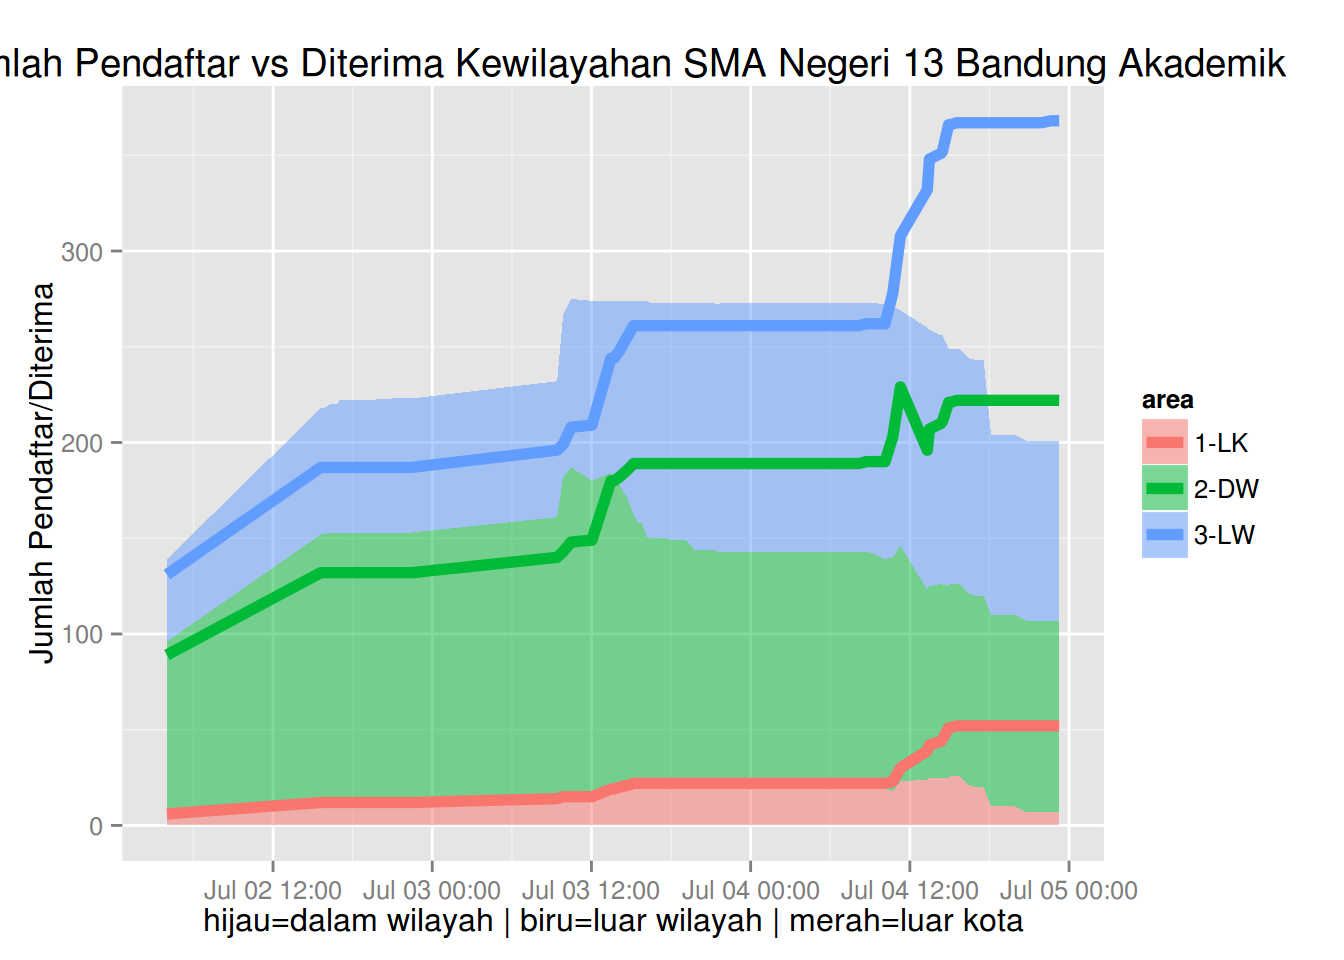 Pendaftar vs Diterima Kewilayahan SMA Negeri 13 Bandung Akademik
Jumlah Pendaftar/Diterima
300
200
100
0
area
1-LK
2-DW
3-LW
Jul 02 12:00 Jul 03 00:00 Jul 03 12:00 Jul 04 00:00 Jul 04 12:00 Jul 05 00:00
hijau=dalam wilayah | biru=luar wilayah | merah=luar kota